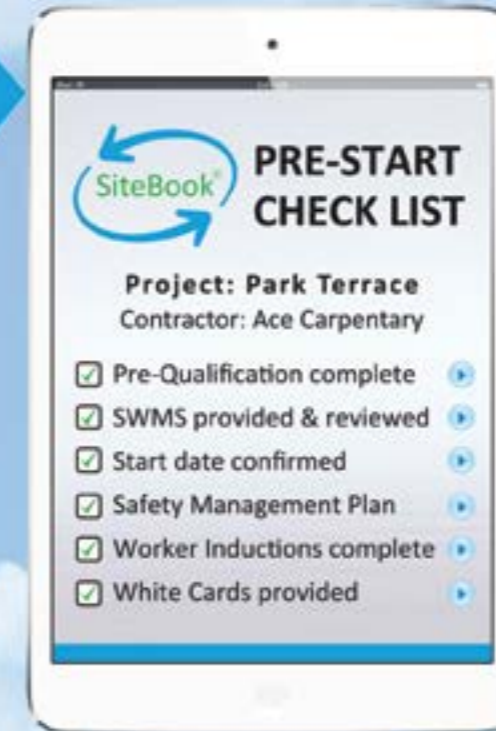 SiteBook®
PRE-START
CHECK LIST
Project: Park Terrace
Contractor: Ace Carpentary
Pre-Qualification complete
SWMS provided & reviewed
Start date confirmed
Safety Management Plan
Worker Inductions complete
White Cards provided